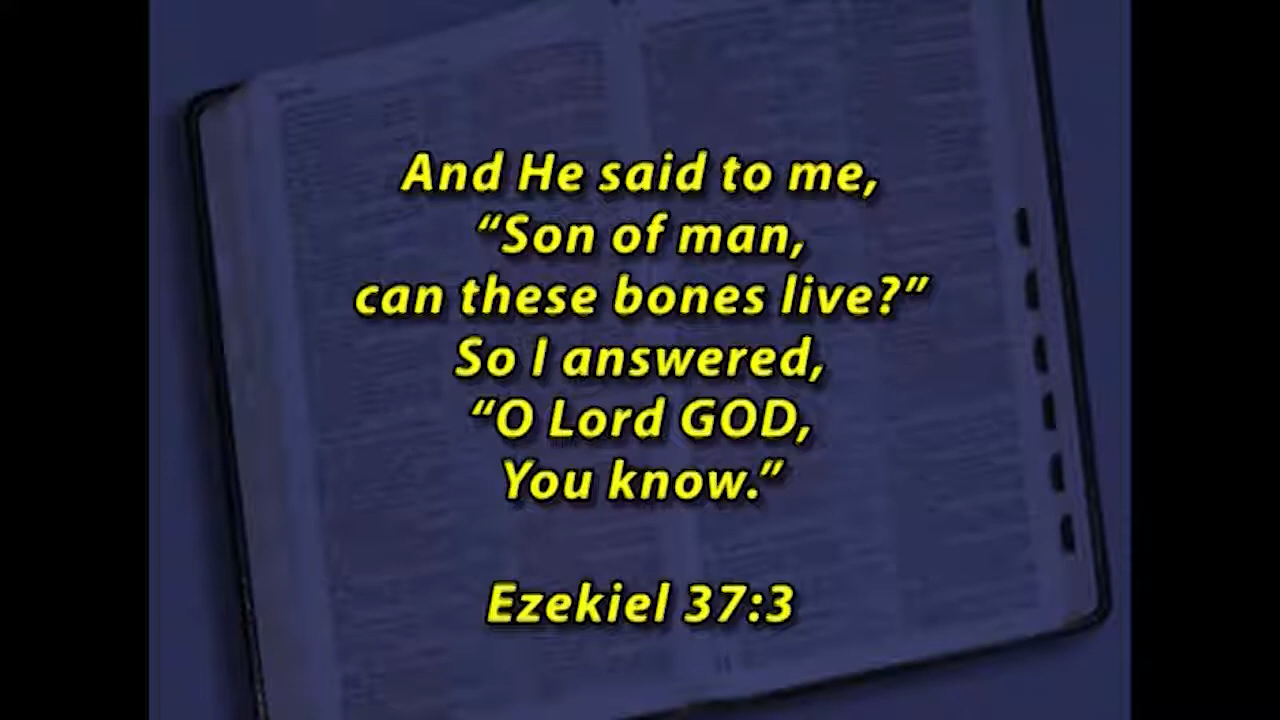 And He said to me,
“Son of man,
can these bones live?”
So I answered,
“O Lord GOD,
You know.”
Ezekiel 37:3